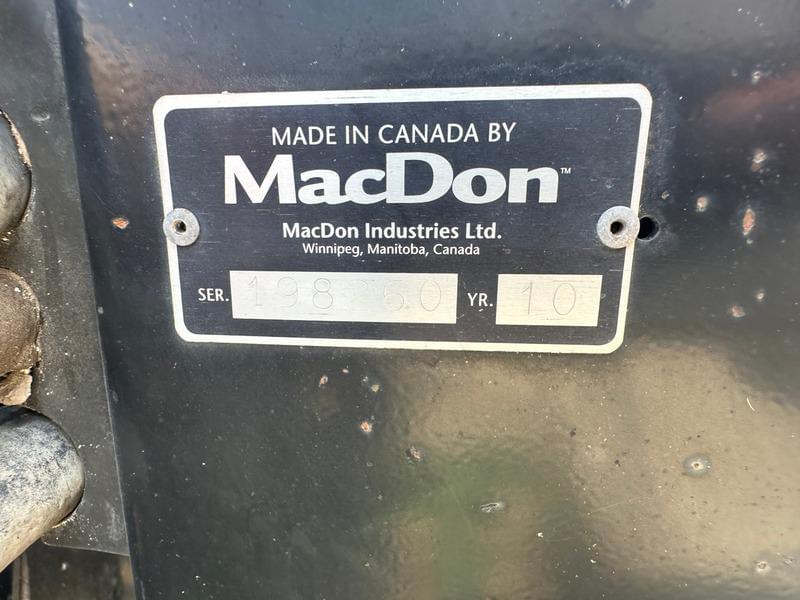 MADE IN CANADA BY
MacDon™
MacDon Industries Ltd.
Winnipeg, Manitoba, Canada
SER. YR. 10